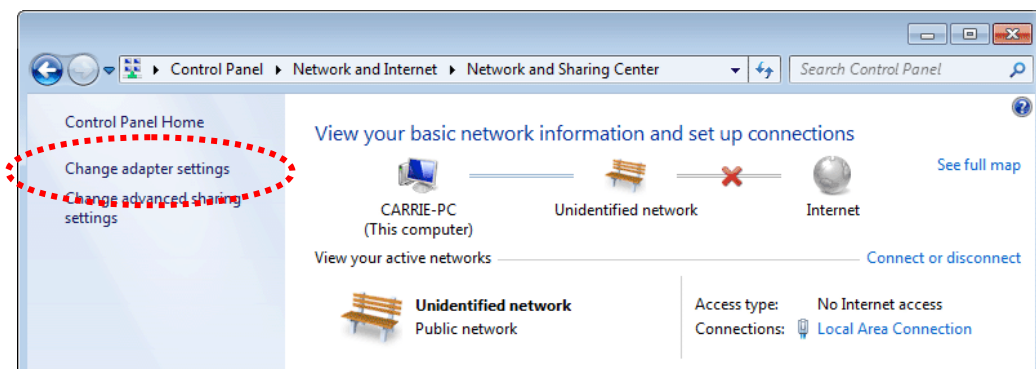 Control Panel Network and Internet Network and Sharing Center Search Control Panel
Control Panel Home
Change adapter settings
Change advanced sharing
settings
View your basic network information and set up connections
See full map
CARRIE-PC
(This computer)
Unidentified network
Internet
View your active networks
Connect or disconnect
Unidentified network
Public network
Access type: No Internet access
Connections: Local Area Connection